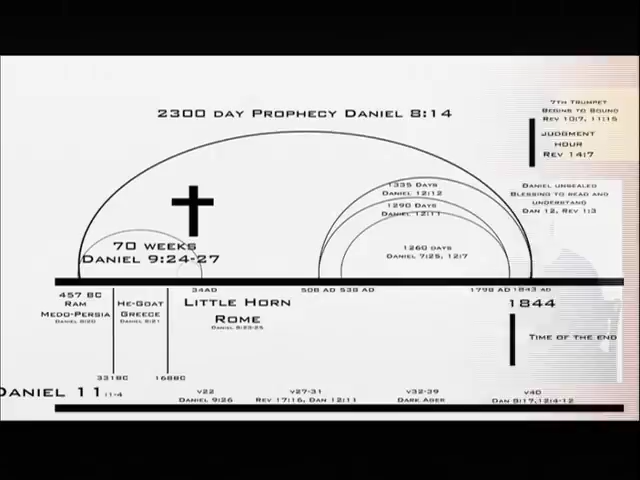 7th Trumpet
Begins to Sound
Rev 10:7, 11:15
2300 day Prophecy Daniel 8:14
Judgment
hour
Rev 14:7
1335 Days
Daniel 12:12
Daniel unsealed
Blessing to read and
understand
Dan 12, Rev 1:3
1290 Days
Daniel 12:11
70 weeks
Daniel 9:24-27
1260 days
Daniel 7:25, 12:7
457 BC
34AD
508 AD 538 AD
1798 AD 1843 AD
Ram
Medo-Persia
Daniel 8:20
He-Goat
Greece
Daniel 8:21
Little Horn
Rome
Daniel 8:23-25
1844
Time of the end
331BC
168BC
Daniel 11:1-4
v22
Daniel 9:26
v27-31
Rev 17:16, Dan 12:11
v32-39
Dark Ages
v40
Dan 8:17,12:4-12